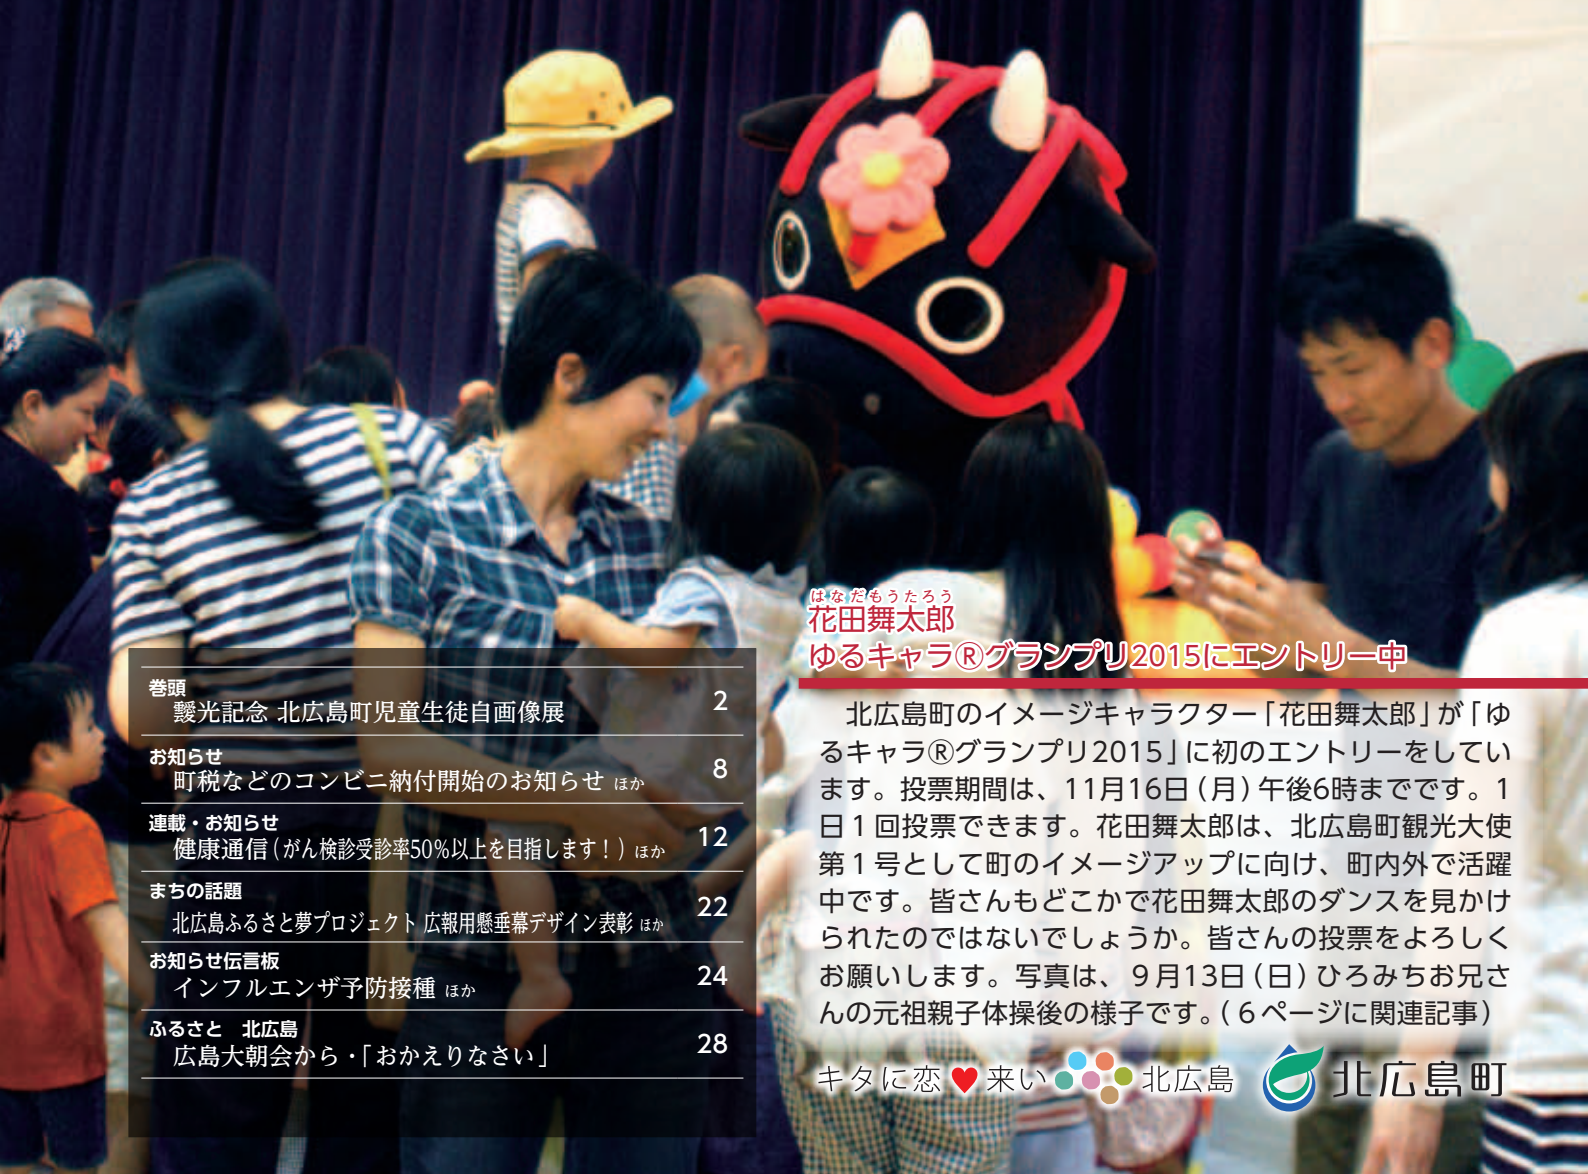 巻頭
靉光記念 北広島町児童生徒自画像展 2
お知らせ
町税などのコンビニ納付開始のお知らせ ほか 8
連載・お知らせ
健康通信(がん検診受診率50%以上を目指します!) ほか 12
まちの話題
北広島ふるさと夢プロジェクト 広報用懸垂幕デザイン表彰 ほか 22
お知らせ伝言板
インフルエンザ予防接種 ほか 24
ふるさと 北広島
広島大朝会から・「おかえりなさい」 28
はなだもうたろう
花田舞太郎
ゆるキャラ®グランプリ2015にエントリー中
北広島町のイメージキャラクター「花田舞太郎」が「ゆ
るキャラ®グランプリ2015」に初のエントリーをしてい
ます。投票期間は、11月16日(月)午後6時までです。1
日1回投票できます。花田舞太郎は、北広島町観光大使
第1号として町のイメージアップに向け、町内外で活躍
中です。皆さんもどこかで花田舞太郎のダンスを見かけ
られたのではないでしょうか。皆さんの投票をよろしく
お願いします。写真は、9月13日(日)ひろみちお兄さ
んの元祖親子体操後の様子です。(6ページに関連記事)
キタに恋♥来い 北広島 北広島町